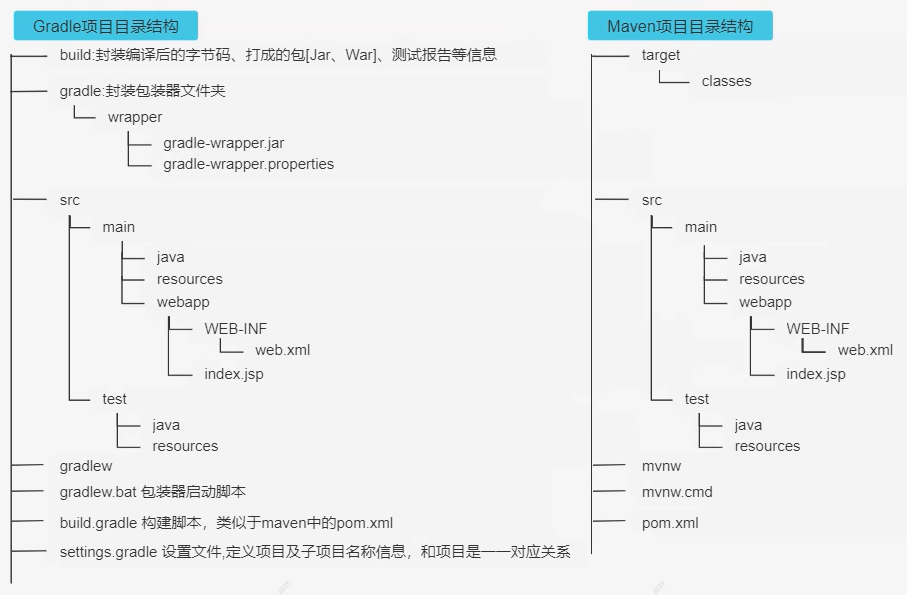 Gradle项目目录结构
build:封装编译后的字节码、打成的包[Jar、War]、测试报告等信息
gradle:封装包装器文件夹
wrapper
gradle-wrapper.jar
gradle-wrapper.properties
src
main
java
resources
webapp
WEB-INF
web.xml
index.jsp
test
java
resources
gradlew
gradlew.bat 包装器启动脚本
build.gradle 构建脚本，类似于maven中的pom.xml
settings.gradle 设置文件,定义项目及子项目名称信息，和项目是一一对应关系
Maven项目目录结构
target
classes
src
main
java
resources
webapp
WEB-INF
web.xml
index.jsp
test
java
resources
mvnw
mvnw.cmd
pom.xml